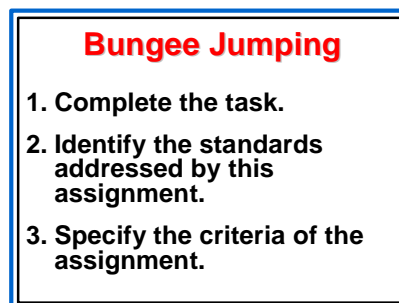 Bungee Jumping
1. Complete the task.
2. Identify the standards
addressed by this
assignment.
3. Specify the criteria of the
assignment.